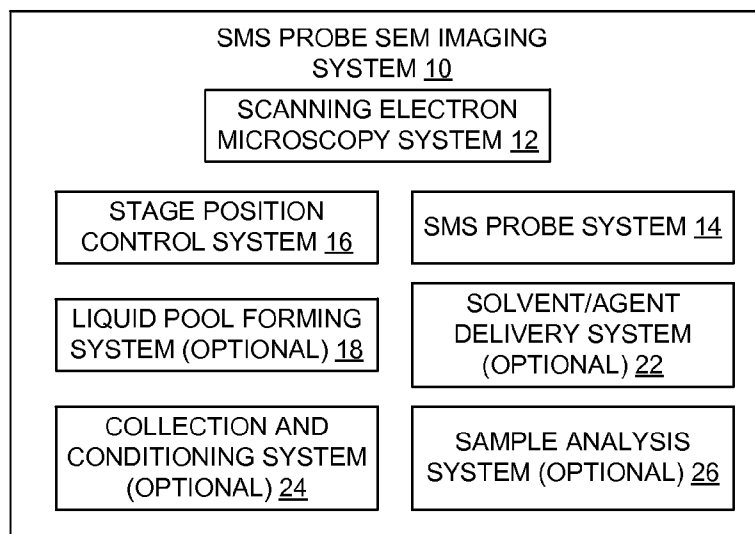 SMS PROBE SEM IMAGING
SYSTEM 10
SCANNING ELECTRON
MICROSCOPY SYSTEM 12
STAGE POSITION
CONTROL SYSTEM 16
SMS PROBE SYSTEM 14
LIQUID POOL FORMING
SYSTEM (OPTIONAL) 18
SOLVENT/AGENT
DELIVERY SYSTEM
(OPTIONAL) 22
COLLECTION AND
CONDITIONING SYSTEM
(OPTIONAL) 24
SAMPLE ANALYSIS
SYSTEM (OPTIONAL) 26